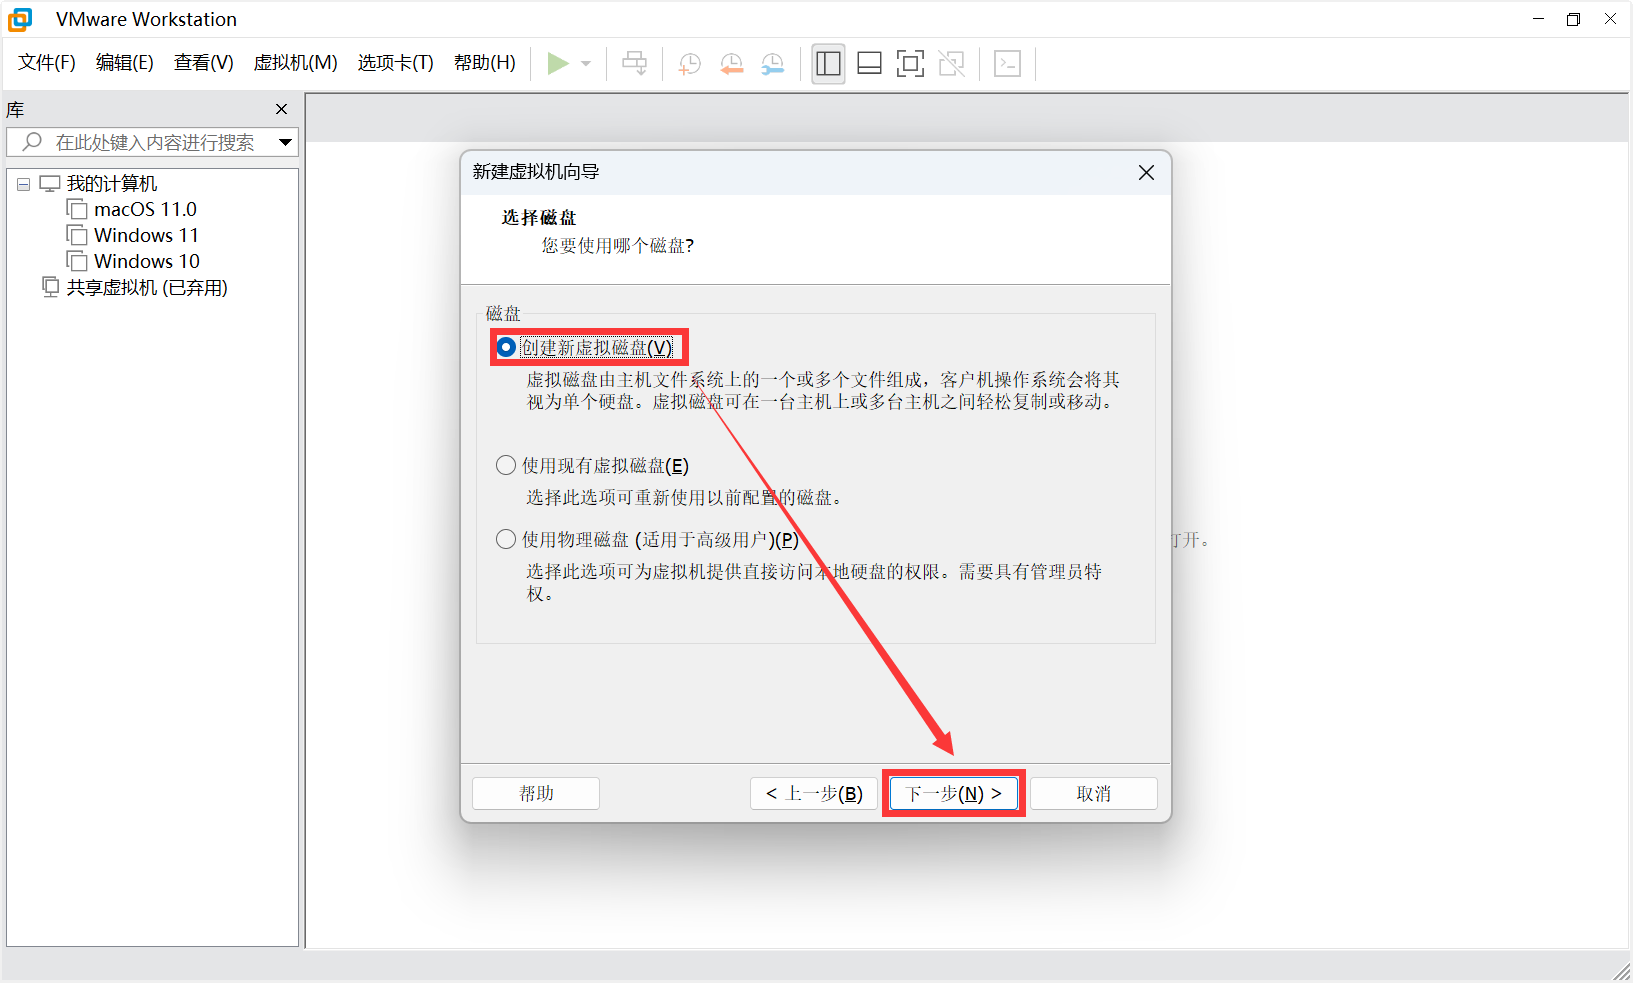 VMware Workstation
文件(F) 编辑(E) 查看(V) 虚拟机(M) 选项卡(T) 帮助(H)
库
在此处键入内容进行搜索
我的计算机
macOS 11.0
Windows 11
Windows 10
共享虚拟机 (已弃用)
新建虚拟机向导
选择磁盘
您要使用哪个磁盘?
磁盘
创建新虚拟磁盘(V)
虚拟磁盘由主机文件系统上的一个或多个文件组成，客户机操作系统会将其
视为单个硬盘。虚拟磁盘可在一台主机上或多台主机之间轻松复制或移动。
使用现有虚拟磁盘(E)
选择此选项可重新使用以前配置的磁盘。
使用物理磁盘 (适用于高级用户)(P)
打开。
选择此选项可为虚拟机提供直接访问本地硬盘的权限。需要具有管理员特
权。
帮助
< 上一步(B)
下一步(N) >
取消